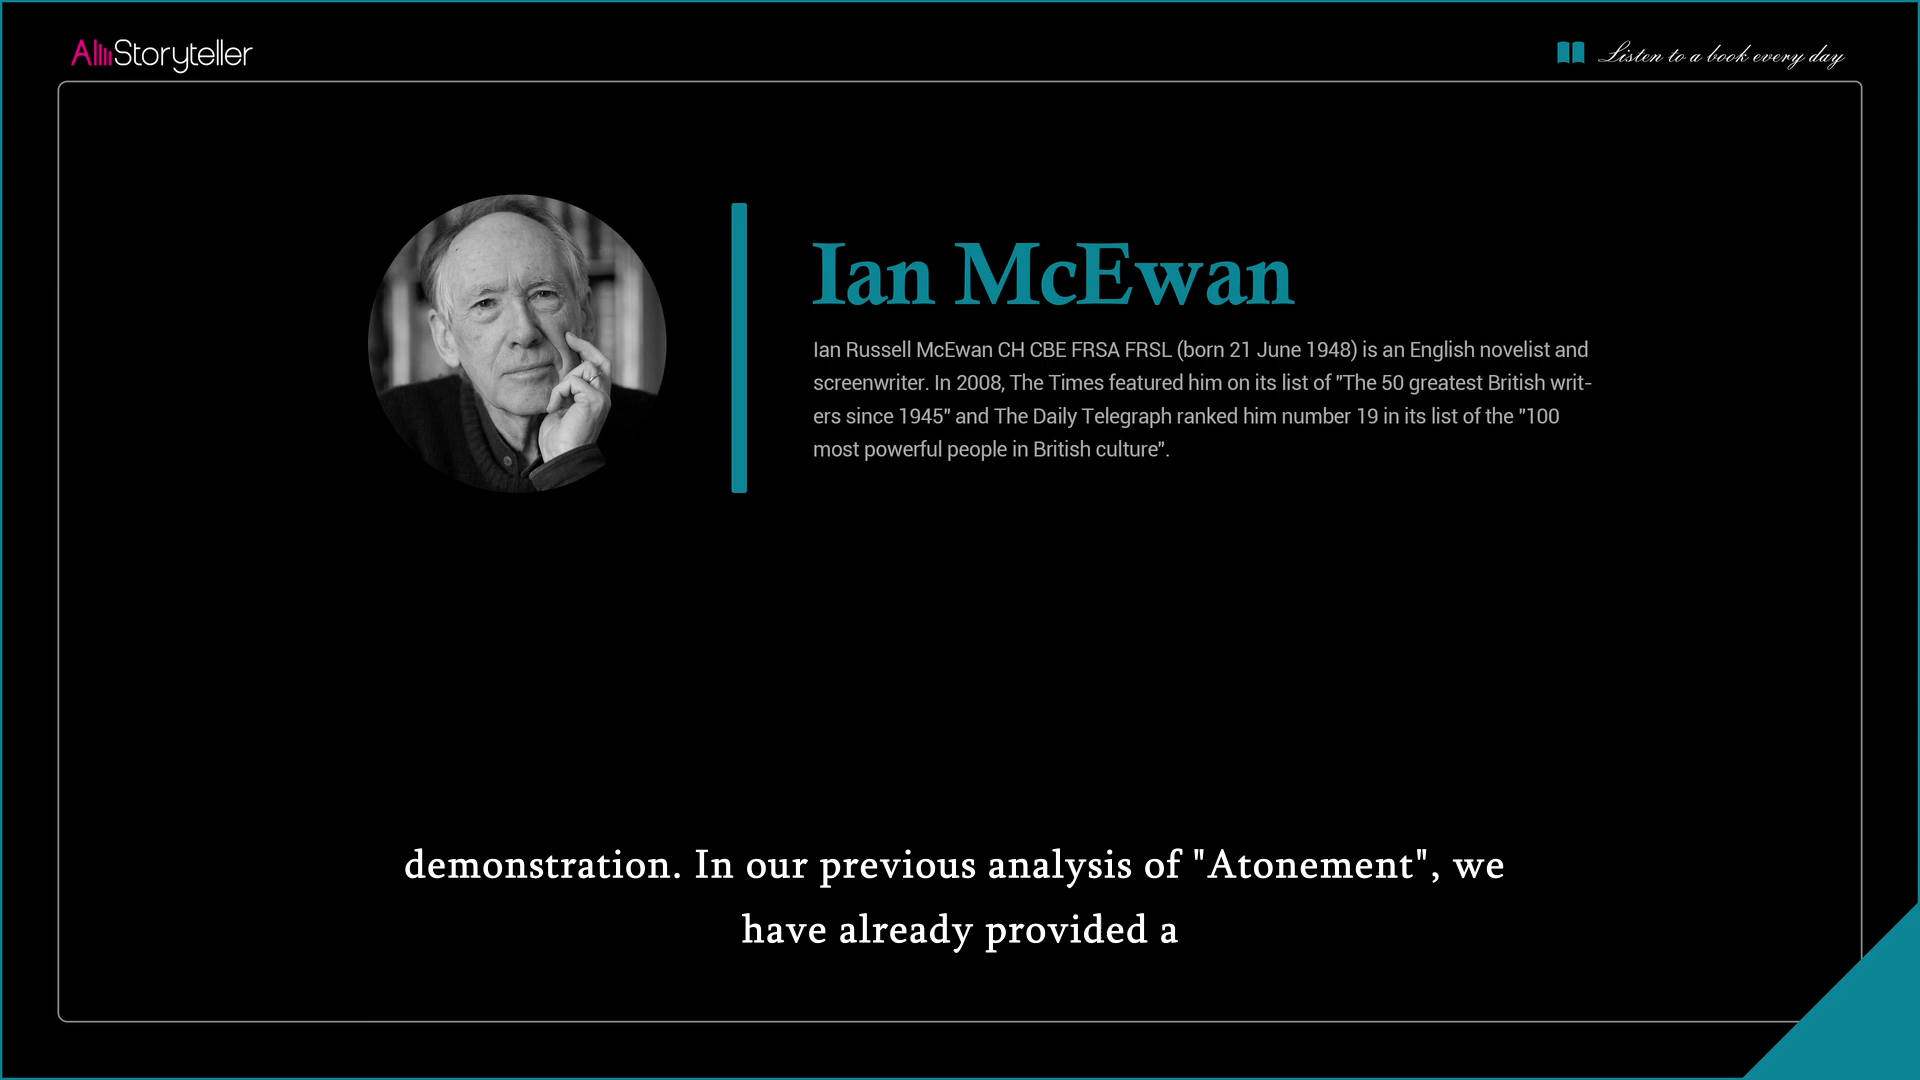 AllStoryteller
Listen to a book every day
Ian McEwan
Ian Russell McEwan CH CBE FRSA FRSL (born 21 June 1948) is an English novelist and
screenwriter. In 2008, The Times featured him on its list of "The 50 greatest British writ-
ers since 1945" and The Daily Telegraph ranked him number 19 in its list of the "100
most powerful people in British culture".
demonstration. In our previous analysis of "Atonement", we
have already provided a